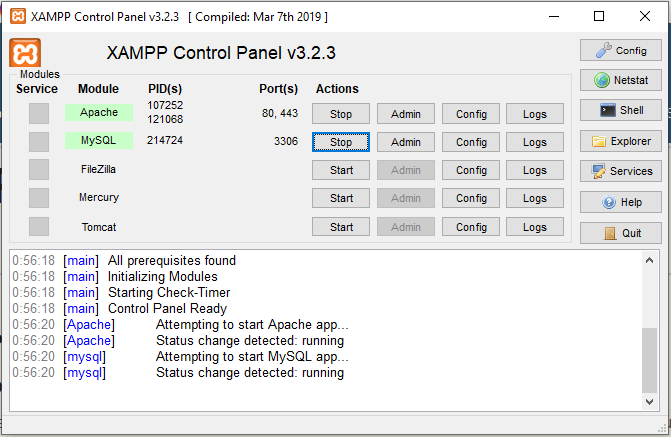 XAMPP Control Panel v3.2.3 [ Compiled: Mar 7th 2019 ]
XAMPP Control Panel v3.2.3
Config
Modules
Service Module PID(s) Port(s) Actions
Netstat
Apache 107252 121068 80, 443 Stop Admin Config Logs
Shell
MySQL 214724 3306 Stop Admin Config Logs
Explorer
FileZilla Start Admin Config Logs
Services
Mercury Start Admin Config Logs
Help
Tomcat Start Admin Config Logs
Quit
0:56:18 [main] All prerequisites found
0:56:18 [main] Initializing Modules
0:56:18 [main] Starting Check-Timer
0:56:18 [main] Control Panel Ready
0:56:20 [Apache] Attempting to start Apache app...
0:56:20 [Apache] Status change detected: running
0:56:20 [mysql] Attempting to start MySQL app...
0:56:20 [mysql] Status change detected: running